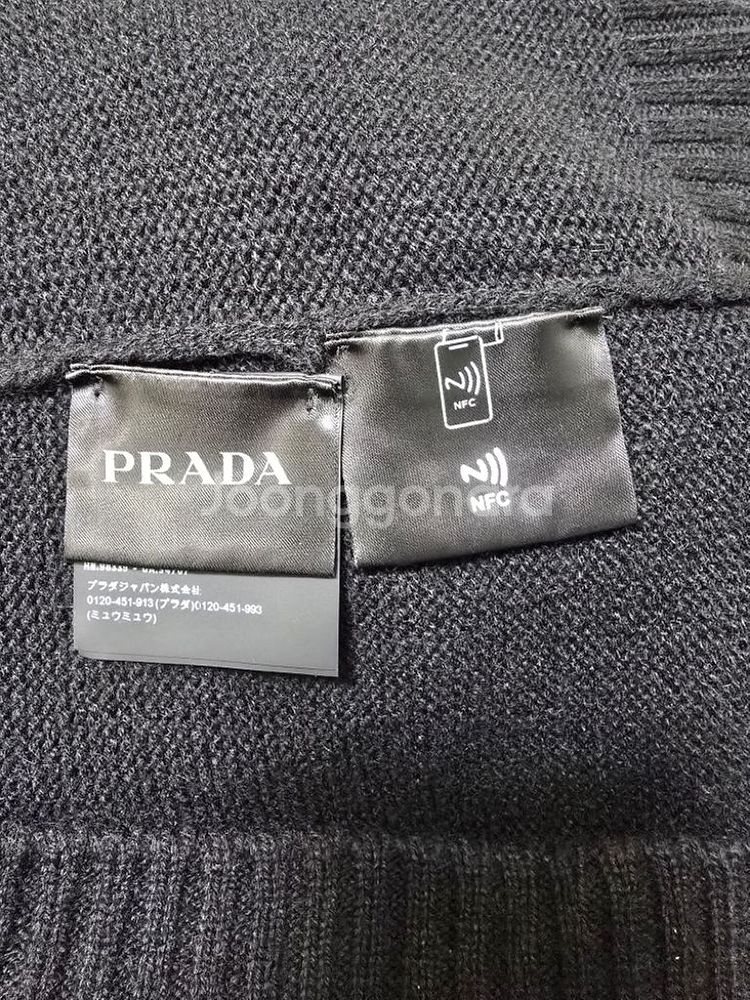 NFC
NFC
PRADA
Joonggonara
プラダジャパン株式会社
0120-451-913(プラダ)0120-451-993
(ミュウミュウ)